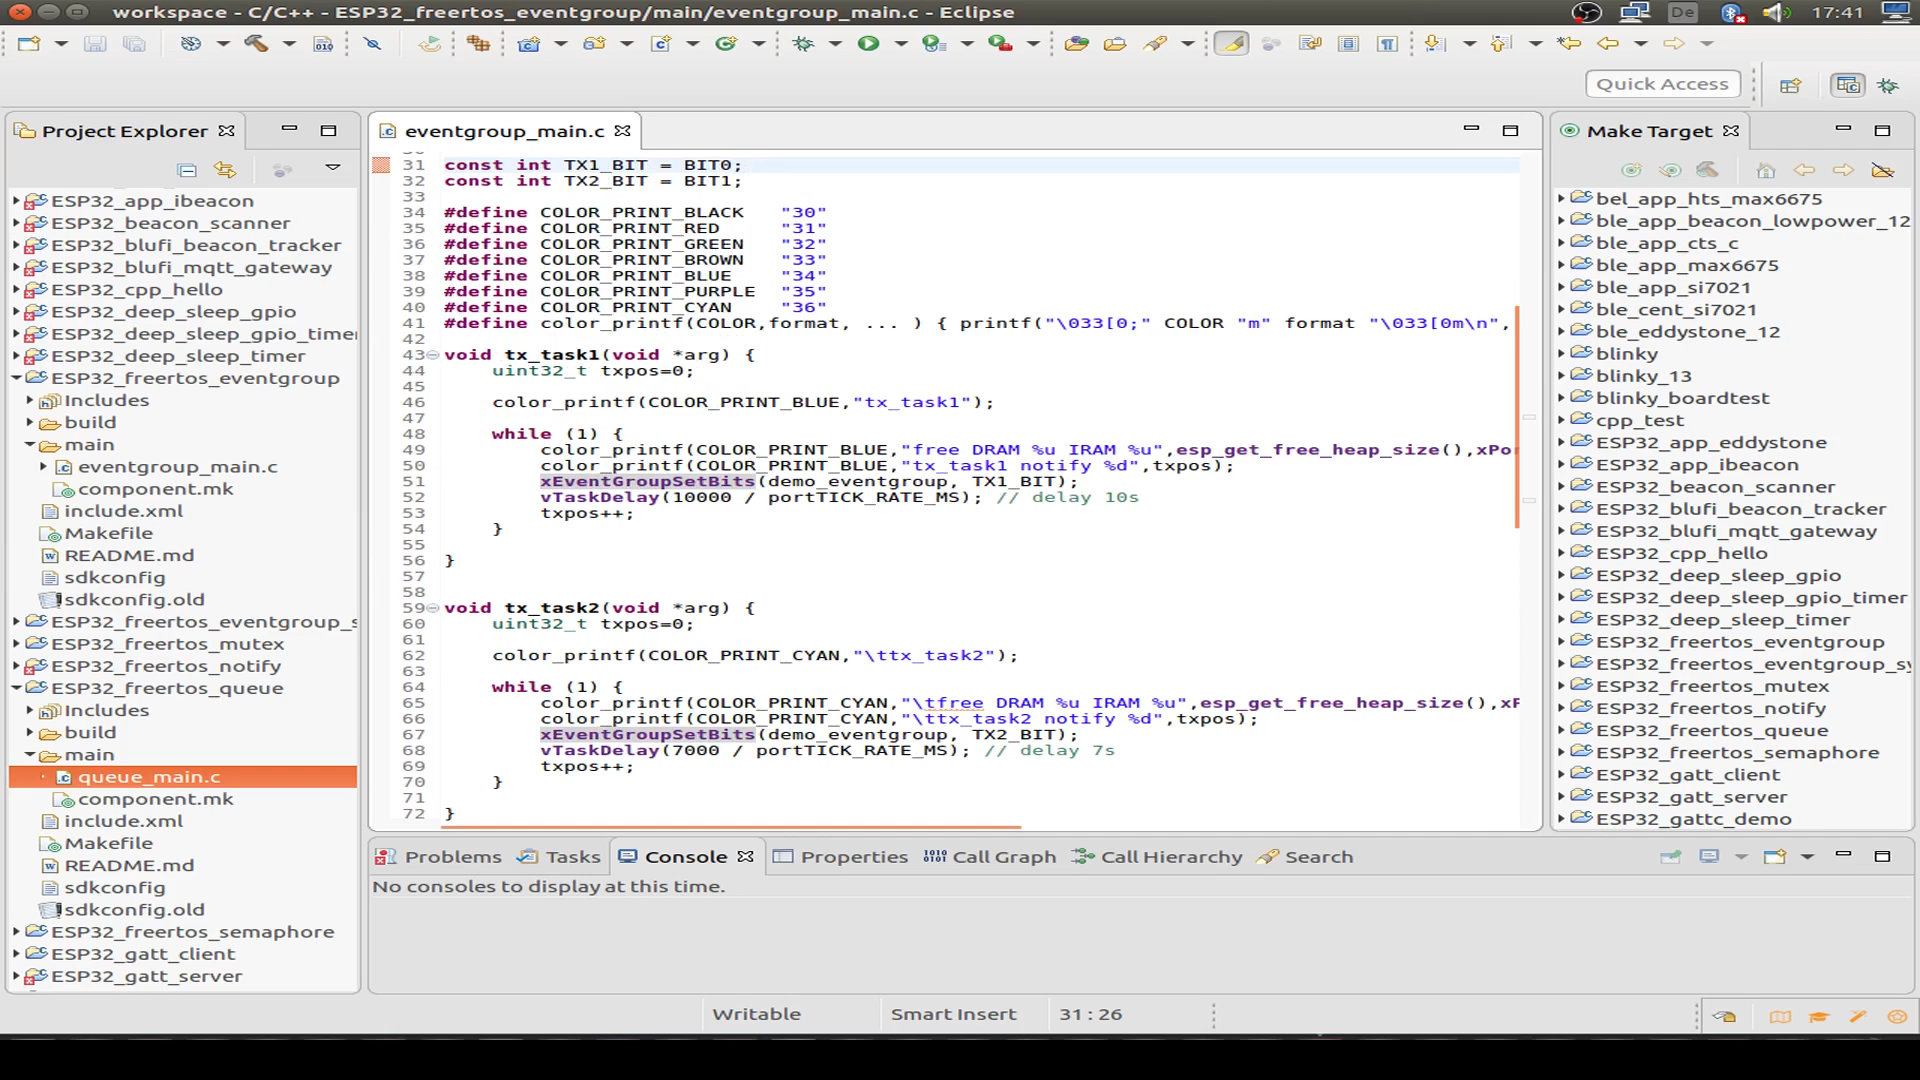 workspace - C/C++ - ESP32_freertos_eventgroup/main/eventgroup_main.c - Eclipse
De
17:41
Quick Access
Project Explorer
ESP32_app_ibeacon
ESP32_beacon_scanner
ESP32_blufi_beacon_tracker
ESP32_blufi_mqtt_gateway
ESP32_cpp_hello
ESP32_deep_sleep_gpio
ESP32_deep_sleep_gpio_timer
ESP32_deep_sleep_timer
ESP32_freertos_eventgroup
Includes
build
main
eventgroup_main.c
component.mk
include.xml
Makefile
README.md
sdkconfig
sdkconfig.old
ESP32_freertos_eventgroup_s
ESP32_freertos_mutex
ESP32_freertos_notify
ESP32_freertos_queue
Includes
build
main
queue_main.c
component.mk
include.xml
Makefile
README.md
sdkconfig
sdkconfig.old
ESP32_freertos_semaphore
ESP32_gatt_client
ESP32_gatt_server
eventgroup_main.c
31 const int TX1_BIT = BIT0;
32 const int TX2_BIT = BIT1;
33
34 #define COLOR_PRINT_BLACK "30"
35 #define COLOR_PRINT_RED "31"
36 #define COLOR_PRINT_GREEN "32"
37 #define COLOR_PRINT_BROWN "33"
38 #define COLOR_PRINT_BLUE "34"
39 #define COLOR_PRINT_PURPLE "35"
40 #define COLOR_PRINT_CYAN "36"
41 #define color_printf(COLOR,format, ... ) { printf("\033[0;" COLOR "m" format "\033[0m\n",
42
43 void tx_task1(void *arg) {
44 uint32_t txpos=0;
45
46 color_printf(COLOR_PRINT_BLUE,"tx_task1");
47
48 while (1) {
49 color_printf(COLOR_PRINT_BLUE,"free DRAM %u IRAM %u",esp_get_free_heap_size(),xPor
50 color_printf(COLOR_PRINT_BLUE,"tx_task1 notify %d",txpos);
51 xEventGroupSetBits(demo_eventgroup, TX1_BIT);
52 vTaskDelay(10000 / portTICK_RATE_MS); // delay 10s
53 txpos++;
54 }
55
56 }
57
58
59 void tx_task2(void *arg) {
60 uint32_t txpos=0;
61
62 color_printf(COLOR_PRINT_CYAN,"\ttx_task2");
63
64 while (1) {
65 color_printf(COLOR_PRINT_CYAN,"\tfree DRAM %u IRAM %u",esp_get_free_heap_size(),xP
66 color_printf(COLOR_PRINT_CYAN,"\ttx_task2 notify %d",txpos);
67 xEventGroupSetBits(demo_eventgroup, TX2_BIT);
68 vTaskDelay(7000 / portTICK_RATE_MS); // delay 7s
69 txpos++;
70 }
71
72 }
Make Target
bel_app_hts_max6675
ble_app_beacon_lowpower_12
ble_app_cts_c
ble_app_max6675
ble_app_si7021
ble_cent_si7021
ble_eddystone_12
blinky
blinky_13
blinky_boardtest
cpp_test
ESP32_app_eddystone
ESP32_app_ibeacon
ESP32_beacon_scanner
ESP32_blufi_beacon_tracker
ESP32_blufi_mqtt_gateway
ESP32_cpp_hello
ESP32_deep_sleep_gpio
ESP32_deep_sleep_gpio_timer
ESP32_deep_sleep_timer
ESP32_freertos_eventgroup
ESP32_freertos_eventgroup_sy
ESP32_freertos_mutex
ESP32_freertos_notify
ESP32_freertos_queue
ESP32_freertos_semaphore
ESP32_gatt_client
ESP32_gatt_server
ESP32_gattc_demo
Problems Tasks Console Properties Call Graph Call Hierarchy Search
No consoles to display at this time.
Writable Smart Insert 31 : 26